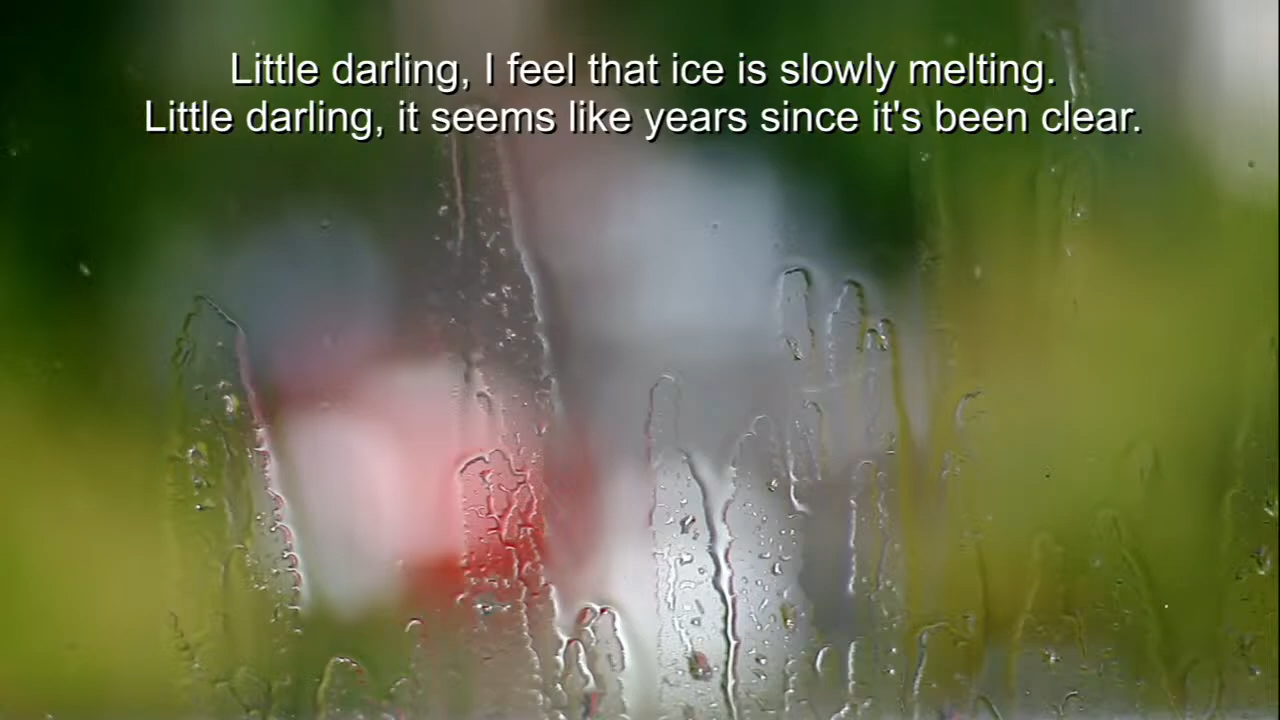 Little darling, I feel that ice is slowly melting.
Little darling, it seems like years since it's been clear.